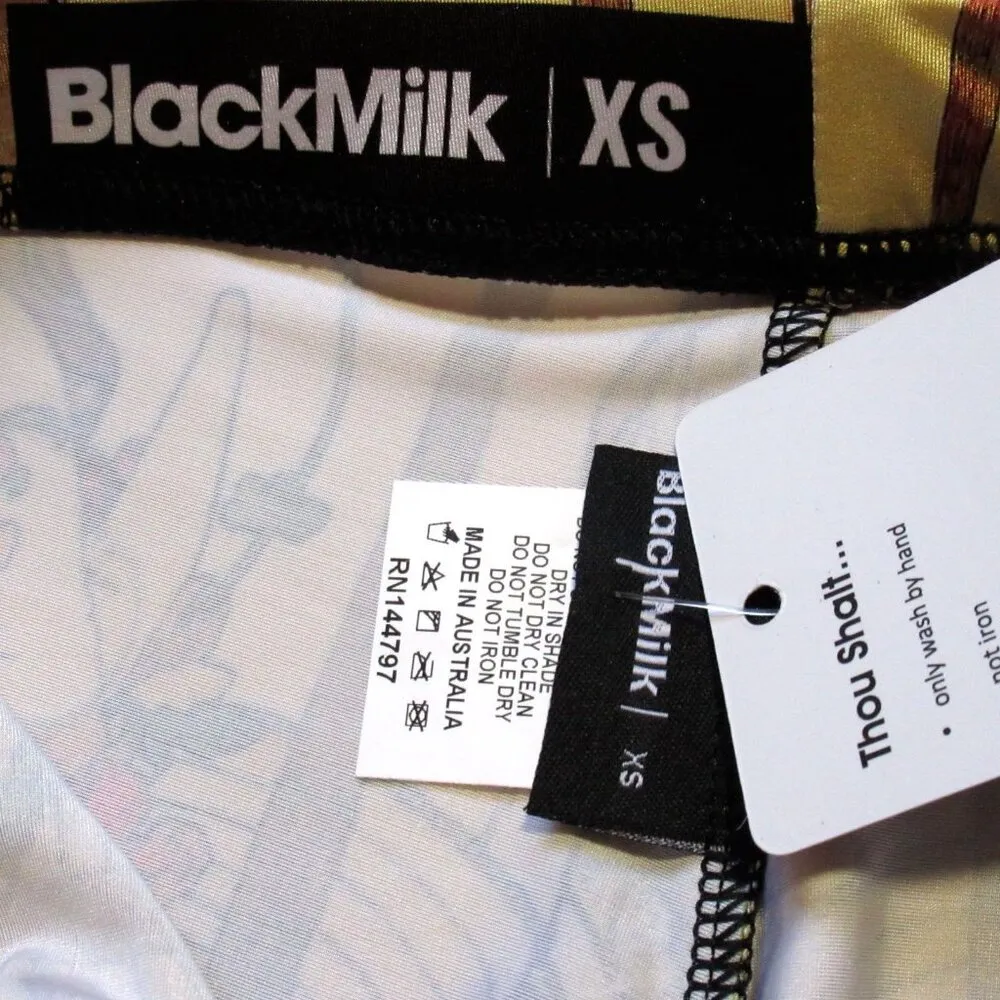 BlackMilk | XS
DRY IN SHADE
DO NOT DRY CLEAN
DO NOT TUMBLE DRY
DO NOT IRON
MADE IN AUSTRALIA
RN144797
BlackMilk | XS
Thou Shalt...
• only wash by hand
not iron